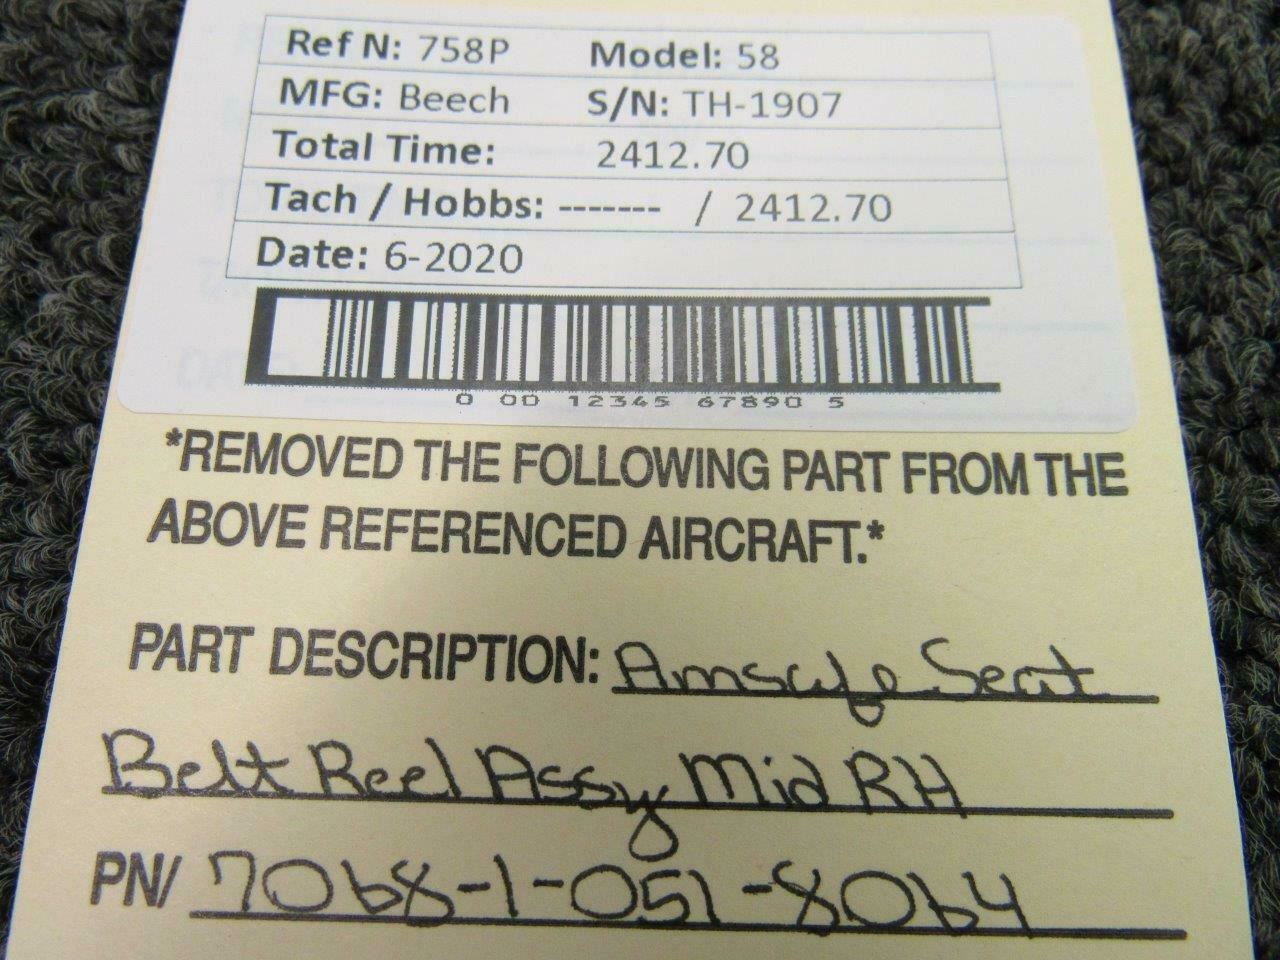 Ref N: 758P Model: 58
MFG: Beech S/N: TH-1907
Total Time: 2412.70
Tach / Hobbs: ------- / 2412.70
Date: 6-2020
0 00 12345 67890 5
*REMOVED THE FOLLOWING PART FROM THE
ABOVE REFERENCED AIRCRAFT.*
PART DESCRIPTION: Amsafe Seat
Belt Reel Assy Mid RH
PN/ 7068-1-051-8064